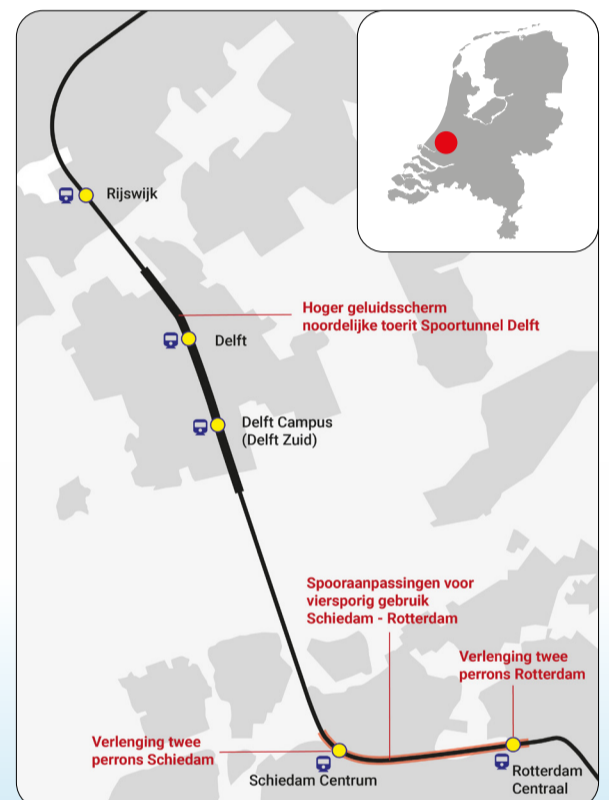 Rijswijk
Hoger geluidsscherm
noordelijke toerit Spoortunnel Delft
Delft
Delft Campus
(Delft Zuid)
Spooraanpassingen voor
viersporig gebruik
Schiedam - Rotterdam
Verlenging twee
perrons Rotterdam
Verlenging twee
perrons Schiedam
Schiedam Centrum
Rotterdam
Centraal